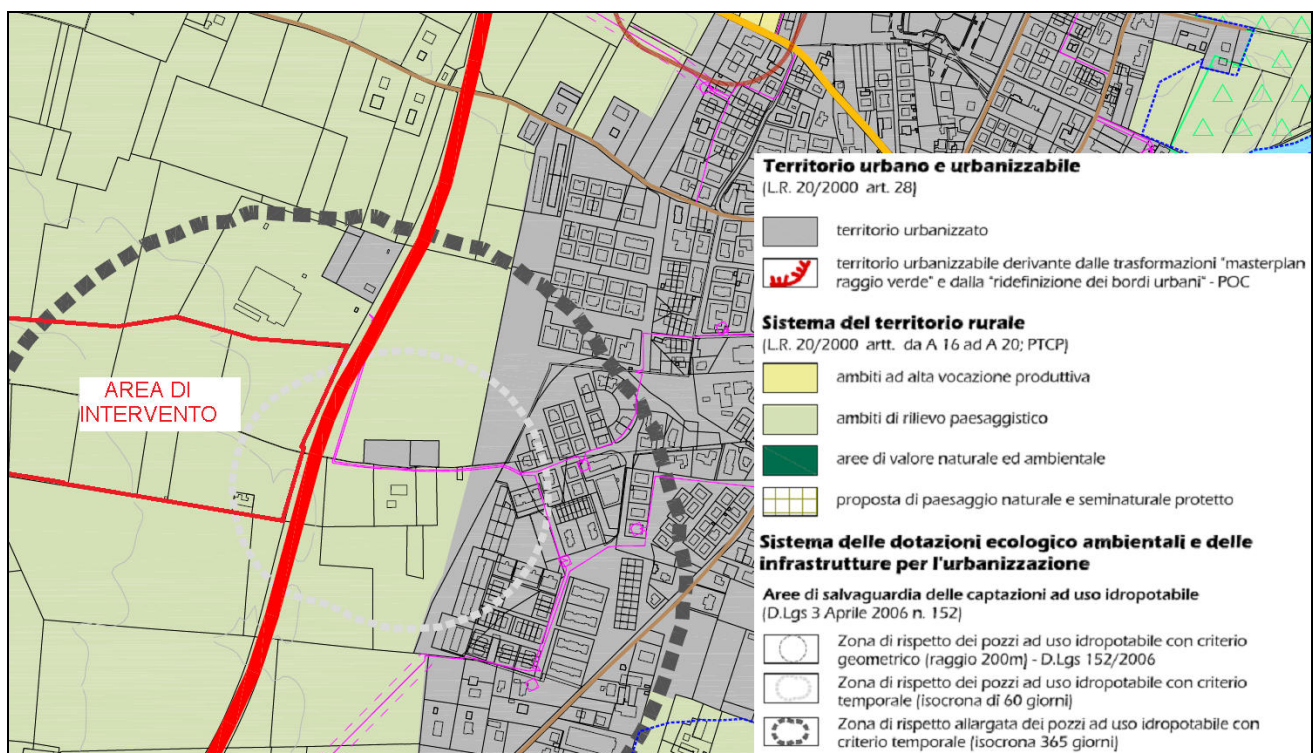 AREA DI
INTERVENTO
Territorio urbano e urbanizzabile
(L.R. 20/2000 art. 28)
territorio urbanizzato
territorio urbanizzabile derivante dalle trasformazioni "masterplan
raggio verde" e dalla "ridefinizione dei bordi urbani" - POC
Sistema del territorio rurale
(L.R. 20/2000 artt. da A 16 ad A 20; PTCP)
ambiti ad alta vocazione produttiva
ambiti di rilievo paesaggistico
aree di valore naturale ed ambientale
proposta di paesaggio naturale e seminaturale protetto
Sistema delle dotazioni ecologico ambientali e delle
infrastrutture per l'urbanizzazione
Aree di salvaguardia delle captazioni ad uso idropotabile
(D.Lgs 3 Aprile 2006 n. 152)
Zona di rispetto dei pozzi ad uso idropotabile con criterio
geometrico (raggio 200m) - D.Lgs 152/2006
Zona di rispetto dei pozzi ad uso idropotabile con criterio
temporale (isocrona di 60 giorni)
Zona di rispetto allargata dei pozzi ad uso idropotabile con
criterio temporale (isocrona 365 giorni)